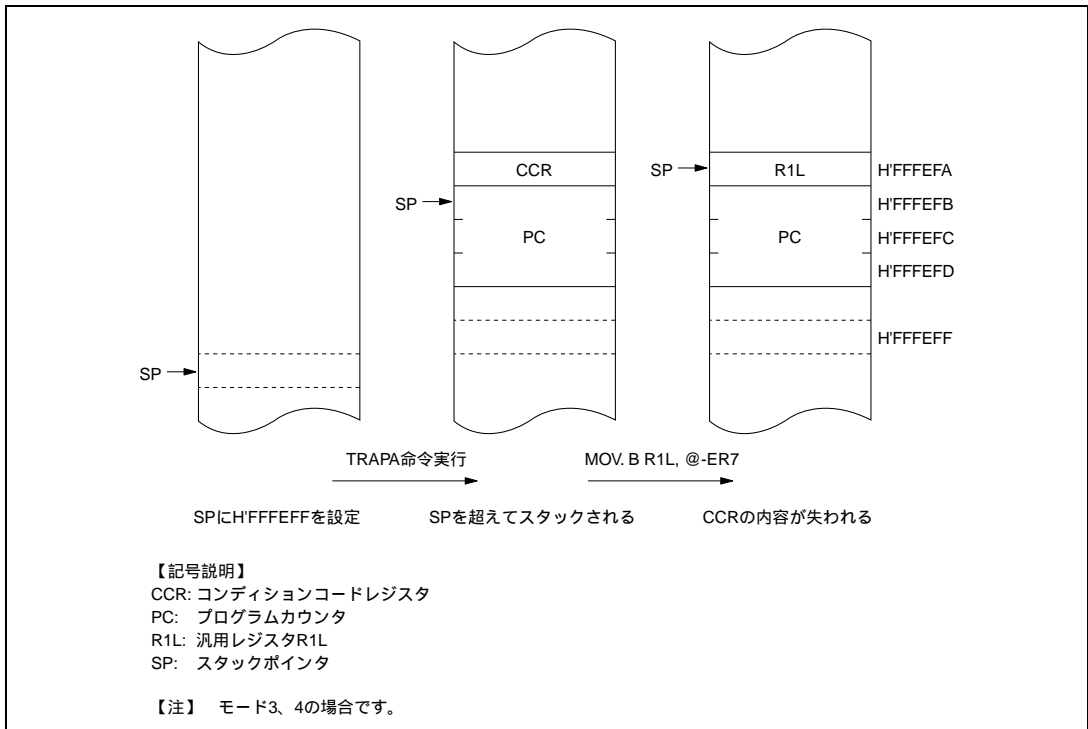 CCR
SP
R1L
H'FFFEFA
SP
H'FFFEFB
PC
PC
H'FFFEFC
H'FFFEFD
H'FFFEFF
SP
TRAPA命令実行
MOV. B R1L, @-ER7
SPにH'FFFEFFを設定
SPを超えてスタックされる
CCRの内容が失われる
【記号説明】
CCR: コンディションコードレジスタ
PC: プログラムカウンタ
R1L: 汎用レジスタR1L
SP: スタックポインタ
【注】 モード3、4の場合です。